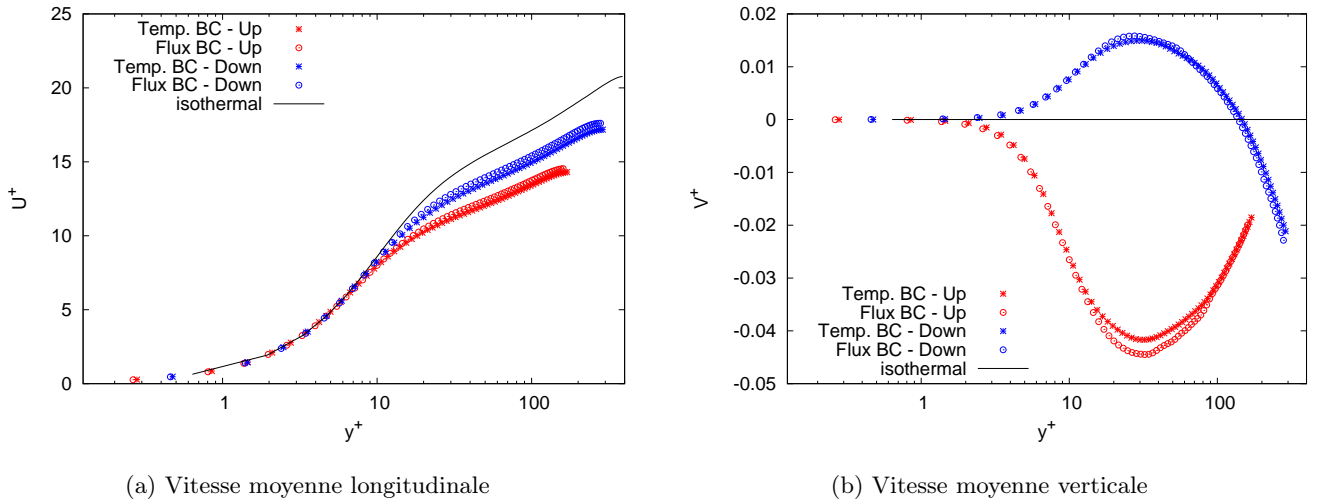 Temp. BC - Up
Flux BC - Up
Temp. BC - Down
Flux BC - Down
isothermal
25
20
15
10
5
0
U+
1
10
100
y+
(a) Vitesse moyenne longitudinale
0.02
0.01
0
-0.01
-0.02
-0.03
-0.04
-0.05
V+
Temp. BC - Up
Flux BC - Up
Temp. BC - Down
Flux BC - Down
isothermal
1
10
100
y+
(b) Vitesse moyenne verticale